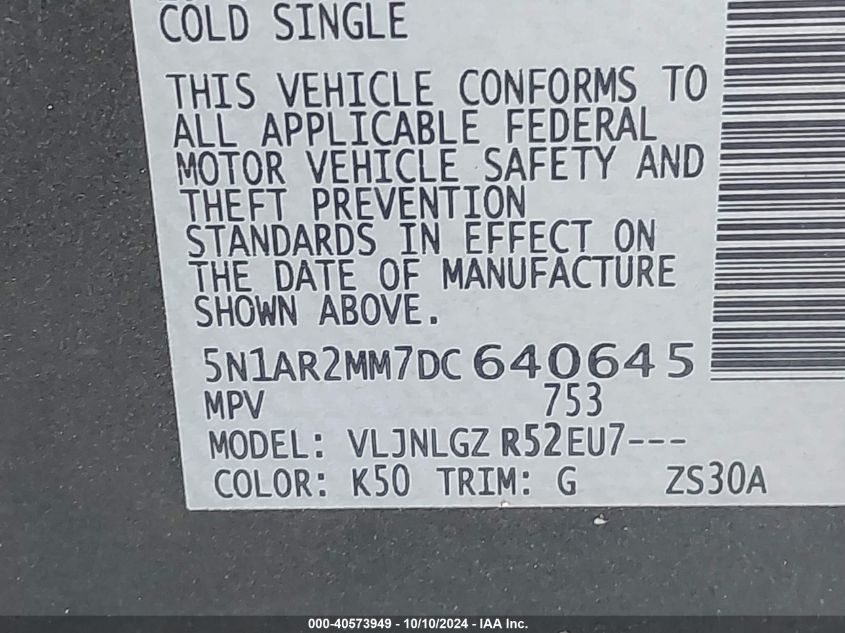 COLD SINGLE
THIS VEHICLE CONFORMS TO
ALL APPLICABLE FEDERAL
MOTOR VEHICLE SAFETY AND
THEFT PREVENTION
STANDARDS IN EFFECT ON
THE DATE OF MANUFACTURE
SHOWN ABOVE.
5N1AR2MM7DC 640645
MPV 753
MODEL: VLJNLGZ R52EU7---
COLOR: K50 TRIM: G ZS30A
000-40573949 - 10/10/2024 - IAA Inc.